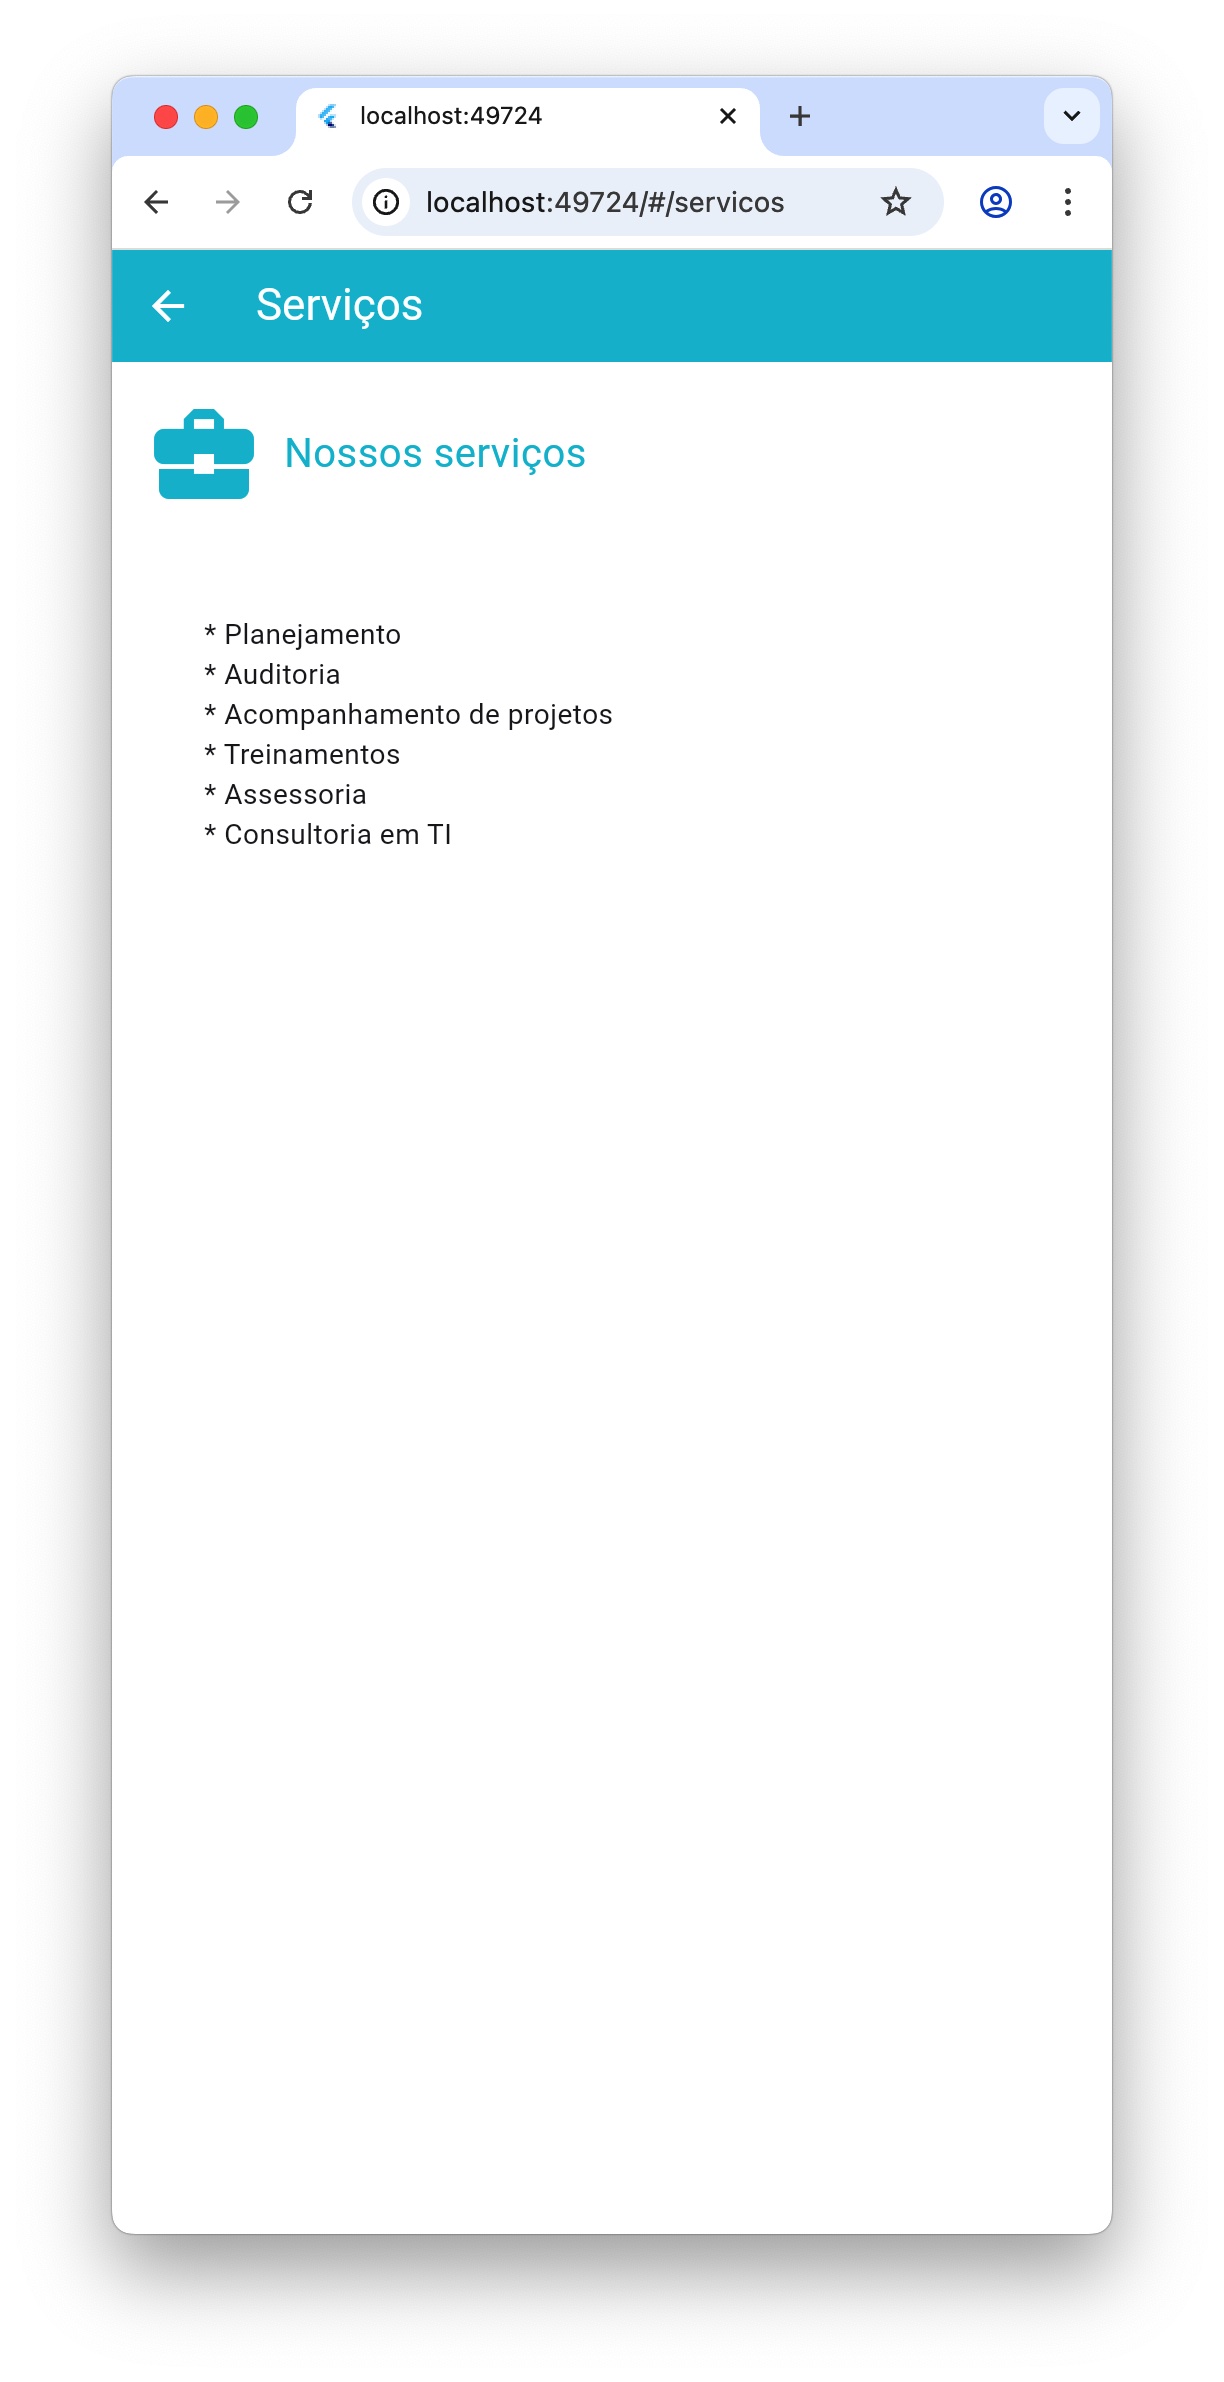 localhost:49724
localhost:49724/#/servicos
Serviços
Nossos serviços
* Planejamento
* Auditoria
* Acompanhamento de projetos
* Treinamentos
* Assessoria
* Consultoria em TI